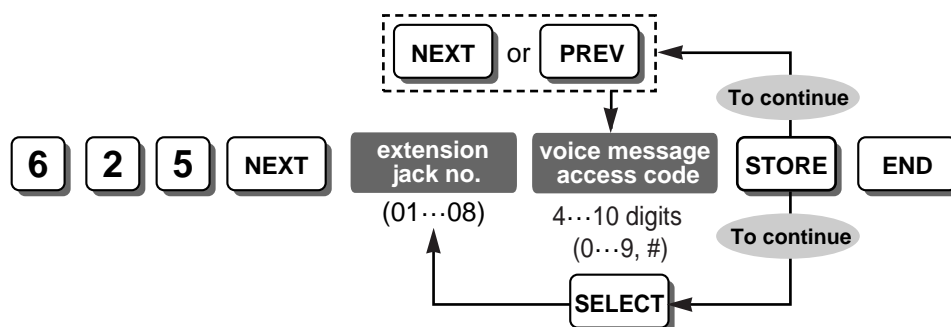 NEXT or PREV
To continue
6 2 5 NEXT extension jack no. voice message access code STORE END
(01···08) 4···10 digits (0···9, #)
To continue
SELECT